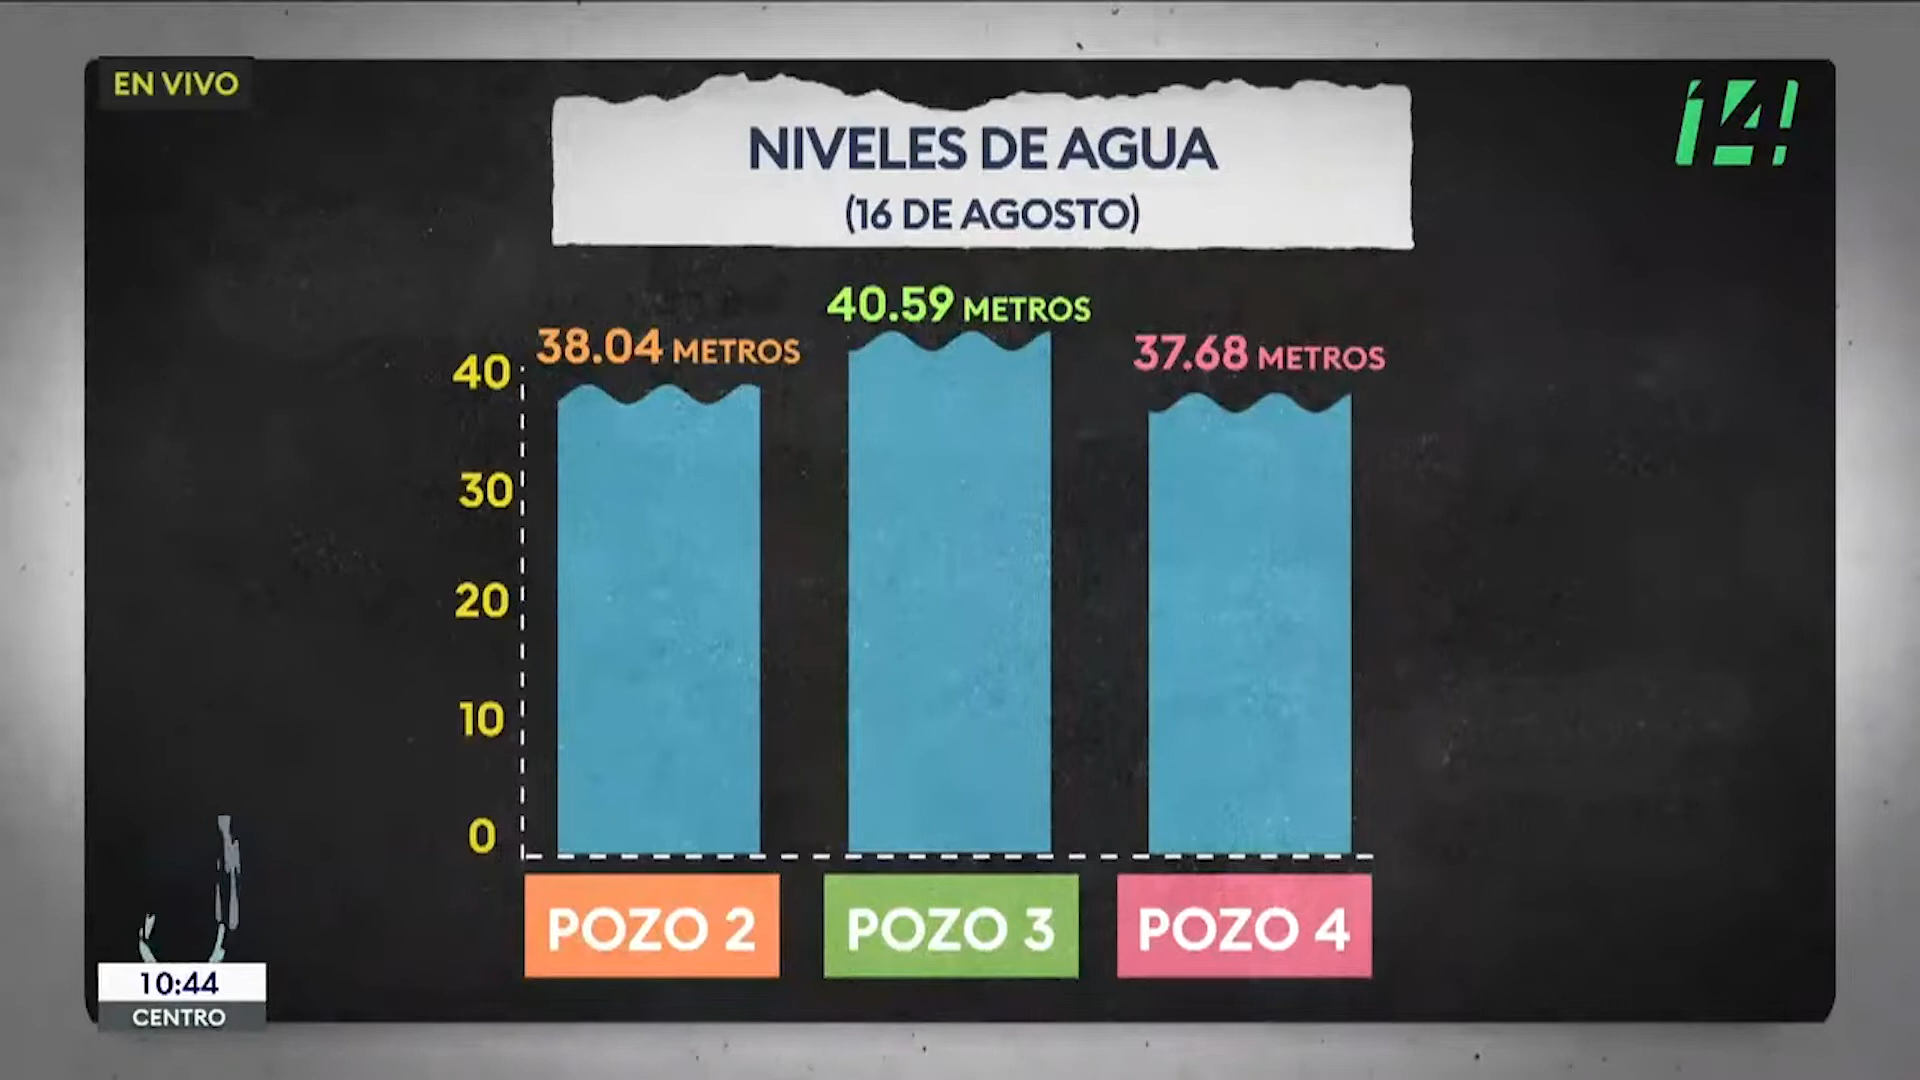 EN VIVO
14!
NIVELES DE AGUA
(16 DE AGOSTO)
40.59 METROS
38.04 METROS
37.68 METROS
40
30
20
10
0
POZO 2
POZO 3
POZO 4
10:44
CENTRO